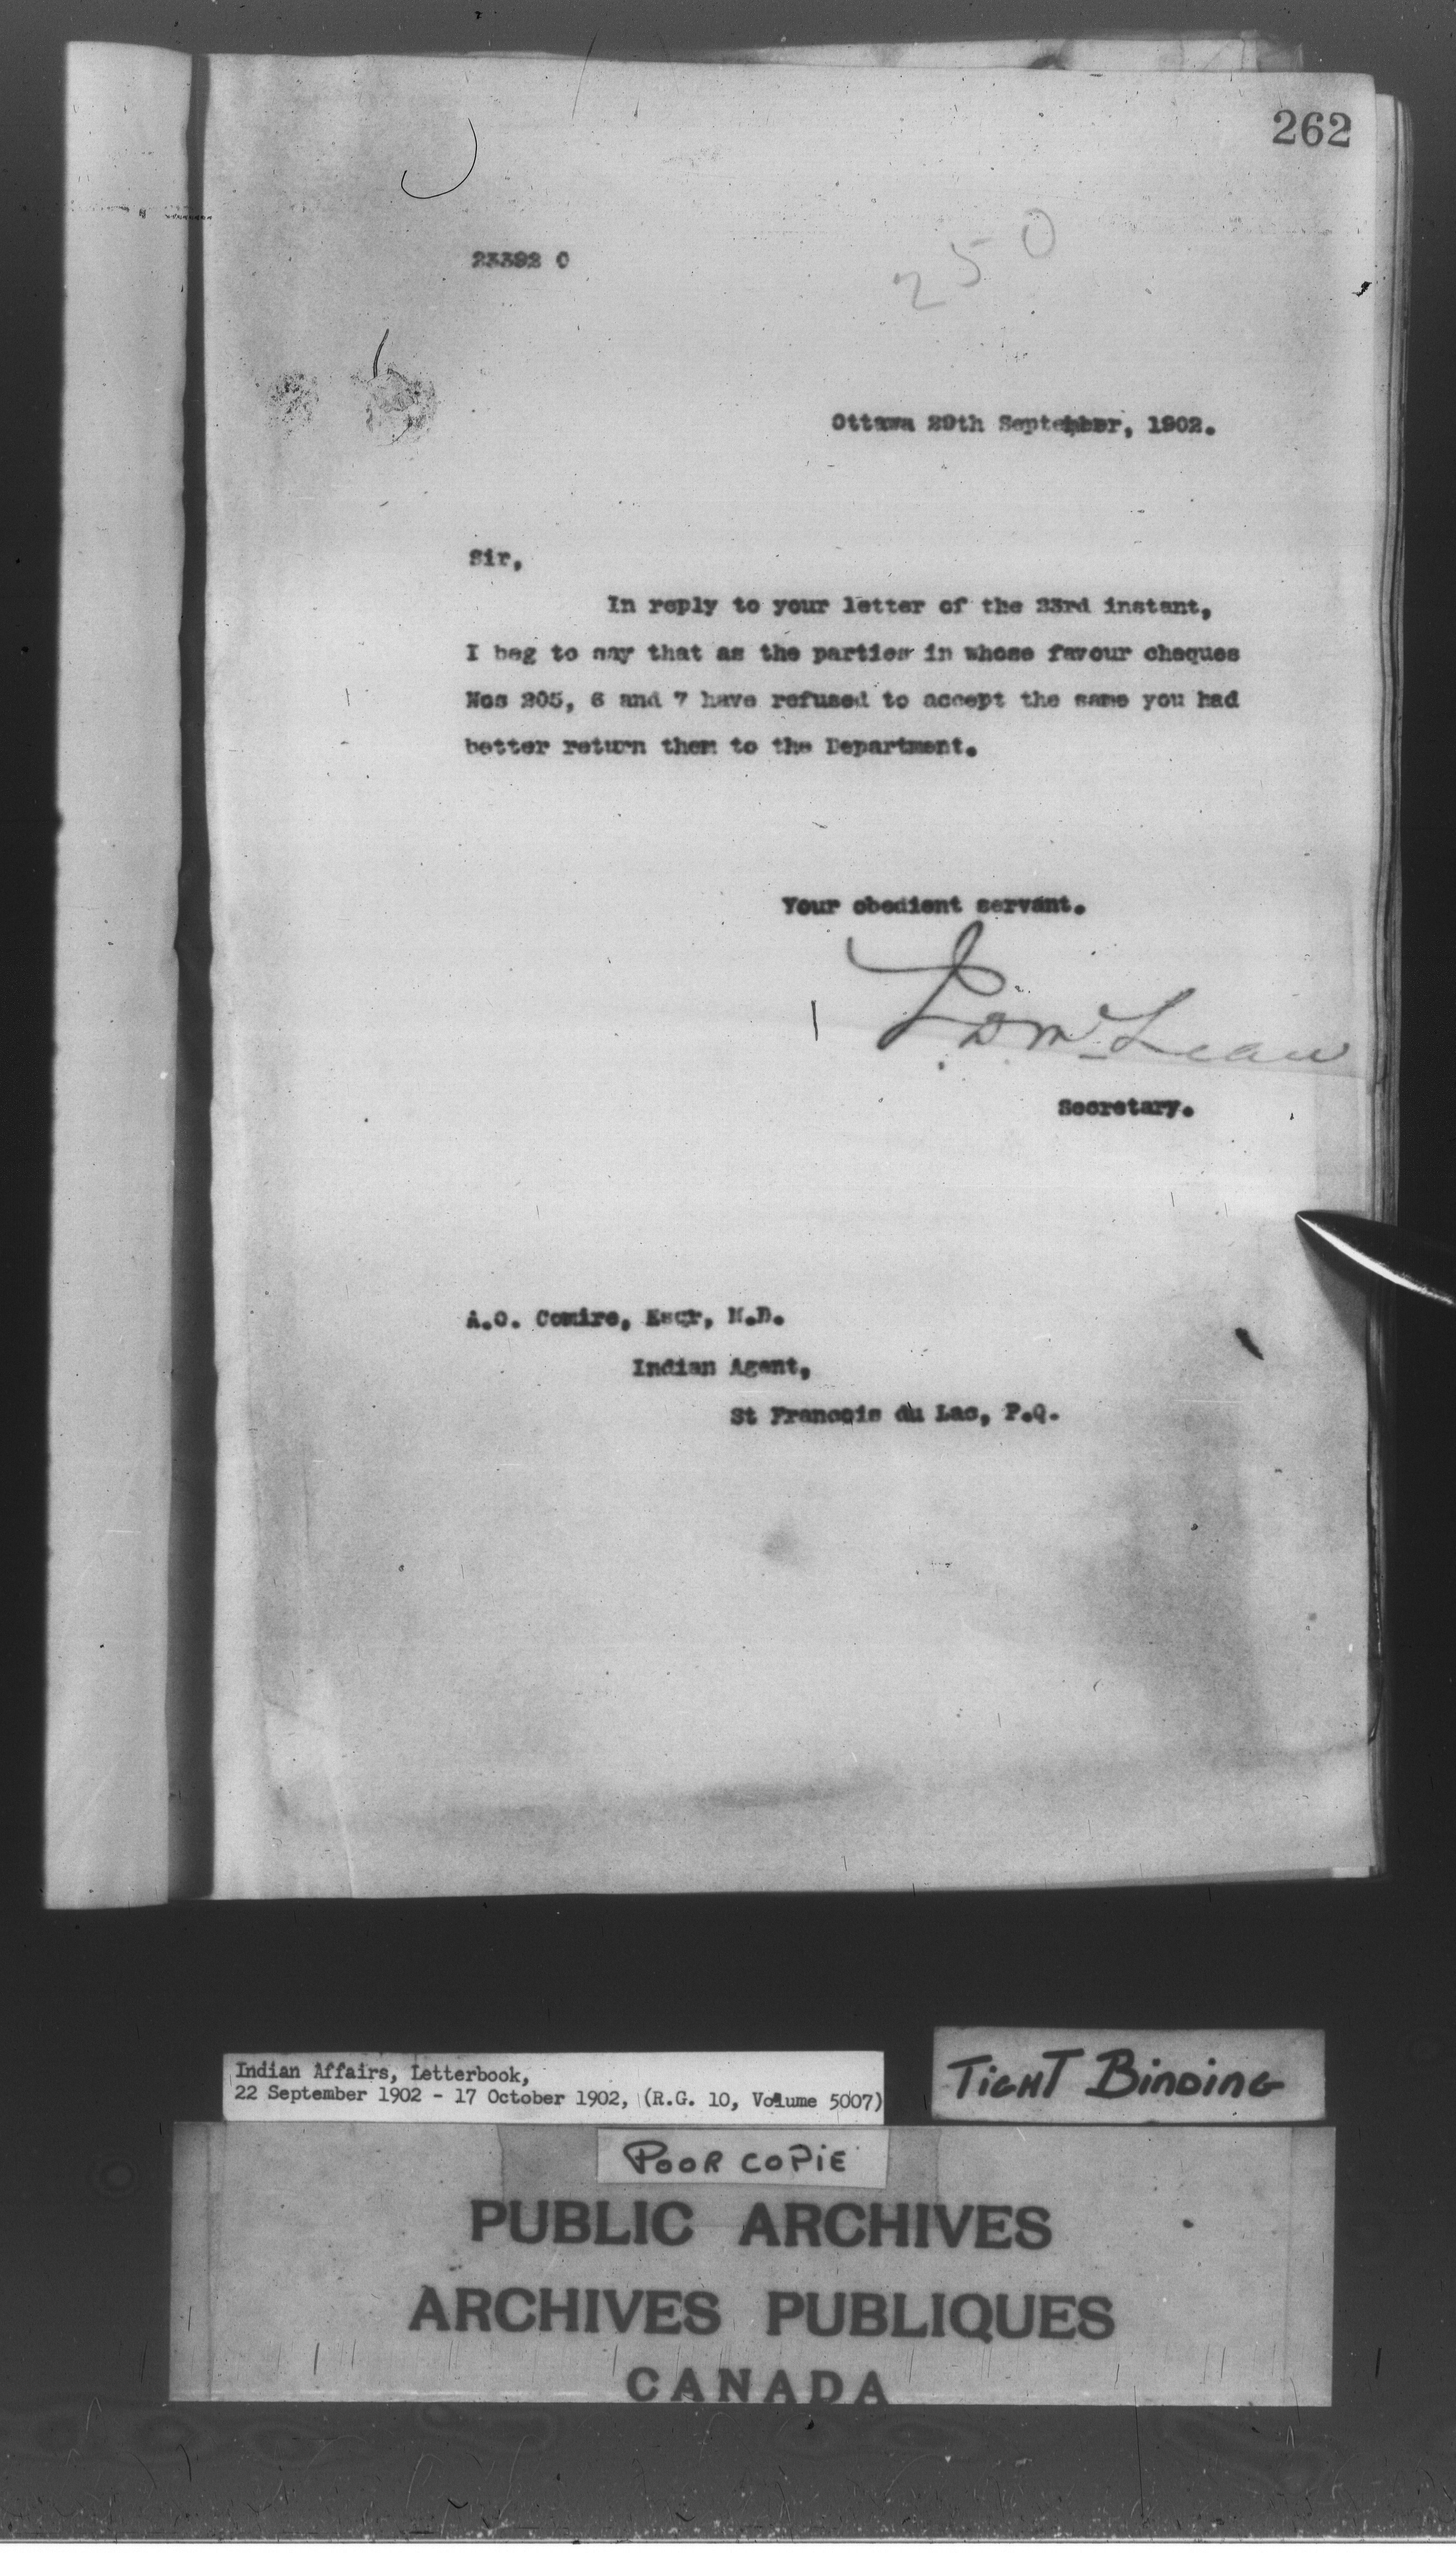 262
250
23392 C
Ottawa 29th September, 1902.
Sir,
In reply to your letter of the 23rd instant,
I beg to say that as the parties in whose favour cheques
Nos 205, 6 and 7 have refused to accept the same you had
better return them to the Department.
Your obedient servant.
J. D. McLean
Secretary.
A.O. Comire, Esqr, M.D.
Indian Agent,
St Francois du Lac, P.Q.
Indian Affairs, Letterbook,
22 September 1902 - 17 October 1902, (R.G. 10, Volume 5007)
TIGHT BINDING
POOR COPIE
PUBLIC ARCHIVES
ARCHIVES PUBLIQUES
CANADA